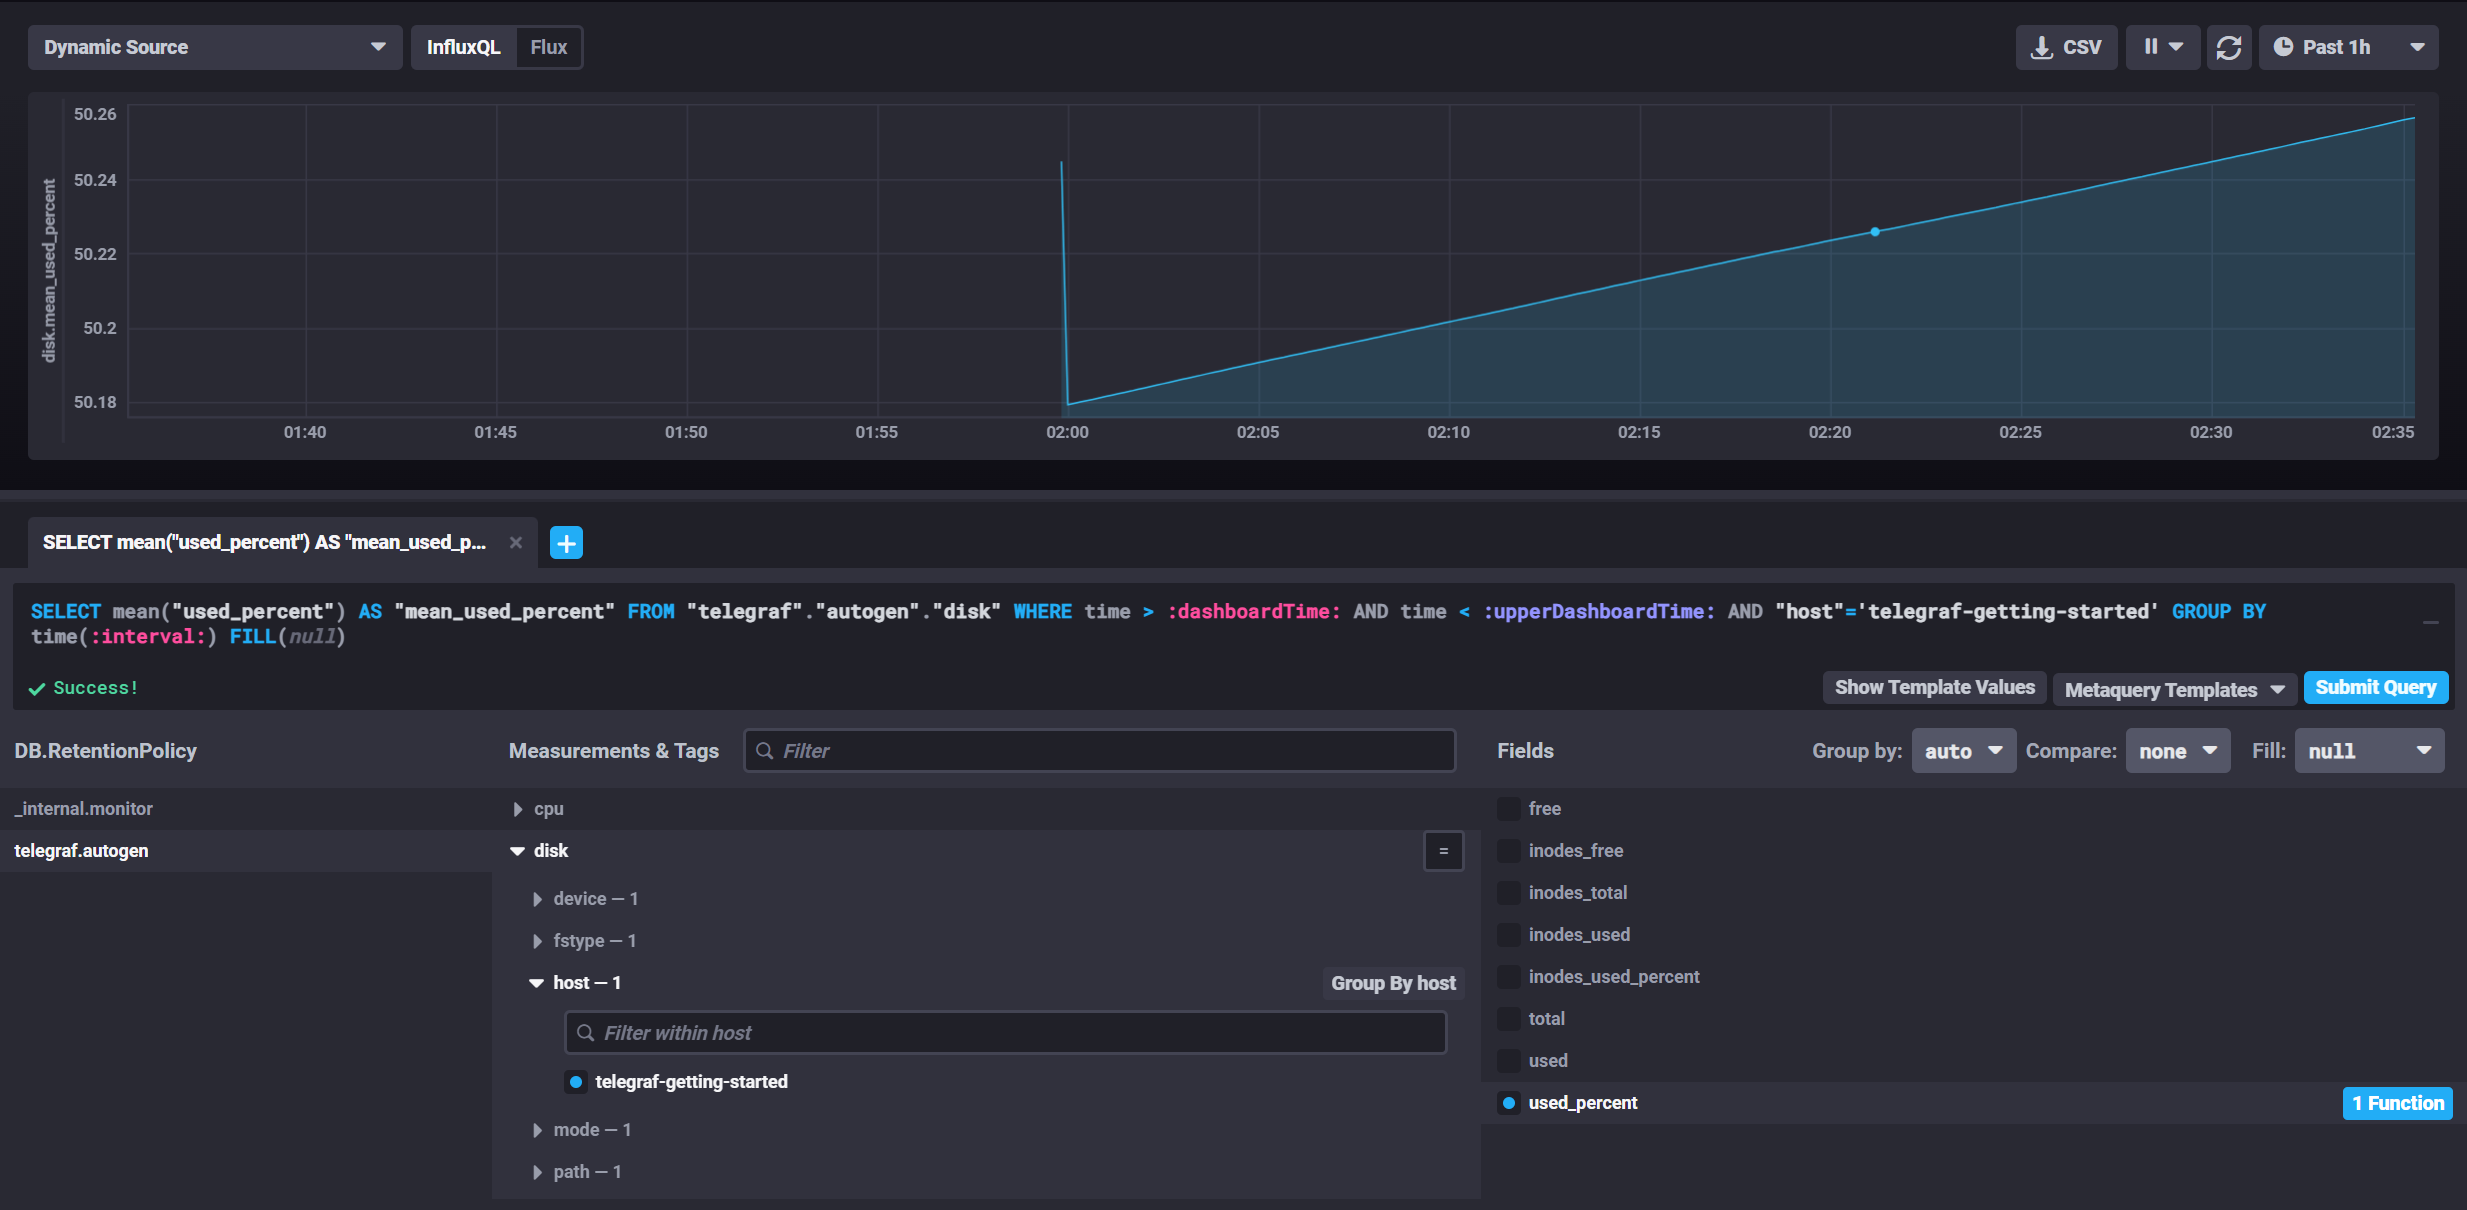 Dynamic Source
InfluxQL Flux
CSV
Past 1h
50.26
50.24
50.22
50.2
50.18
disk.mean_used_percent
01:40 01:45 01:50 01:55 02:00 02:05 02:10 02:15 02:20 02:25 02:30 02:35
SELECT mean("used_percent") AS "mean_used_p...
SELECT mean("used_percent") AS "mean_used_percent" FROM "telegraf"."autogen"."disk" WHERE time > :dashboardTime: AND time < :upperDashboardTime: AND "host"='telegraf-getting-started' GROUP BY
time(:interval:) FILL(null)
Success!
Show Template Values
Metaquery Templates
Submit Query
DB.RetentionPolicy
_internal.monitor
telegraf.autogen
Measurements & Tags
Filter
cpu
disk
=
device — 1
fstype — 1
host — 1
Group By host
Filter within host
telegraf-getting-started
mode — 1
path — 1
Fields
Group by: auto
Compare: none
Fill: null
free
inodes_free
inodes_total
inodes_used
inodes_used_percent
total
used
used_percent
1 Function